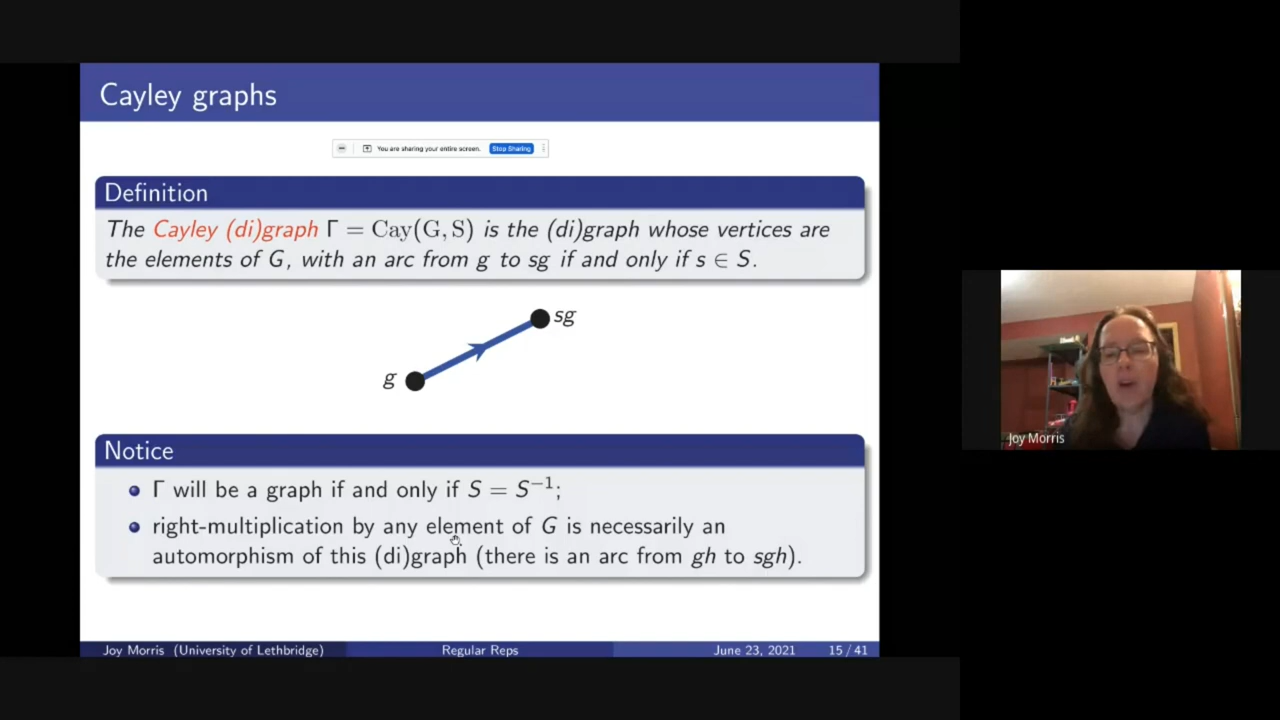 Cayley graphs
You are sharing your entire screen. Stop Sharing
Definition
The Cayley (di)graph Γ = Cay(G, S) is the (di)graph whose vertices are
the elements of G, with an arc from g to sg if and only if s ∈ S.
sg
g
Notice
Γ will be a graph if and only if S = S⁻¹;
right-multiplication by any element of G is necessarily an
automorphism of this (di)graph (there is an arc from gh to sgh).
Joy Morris (University of Lethbridge) Regular Reps June 23, 2021 15 / 41
Joy Morris